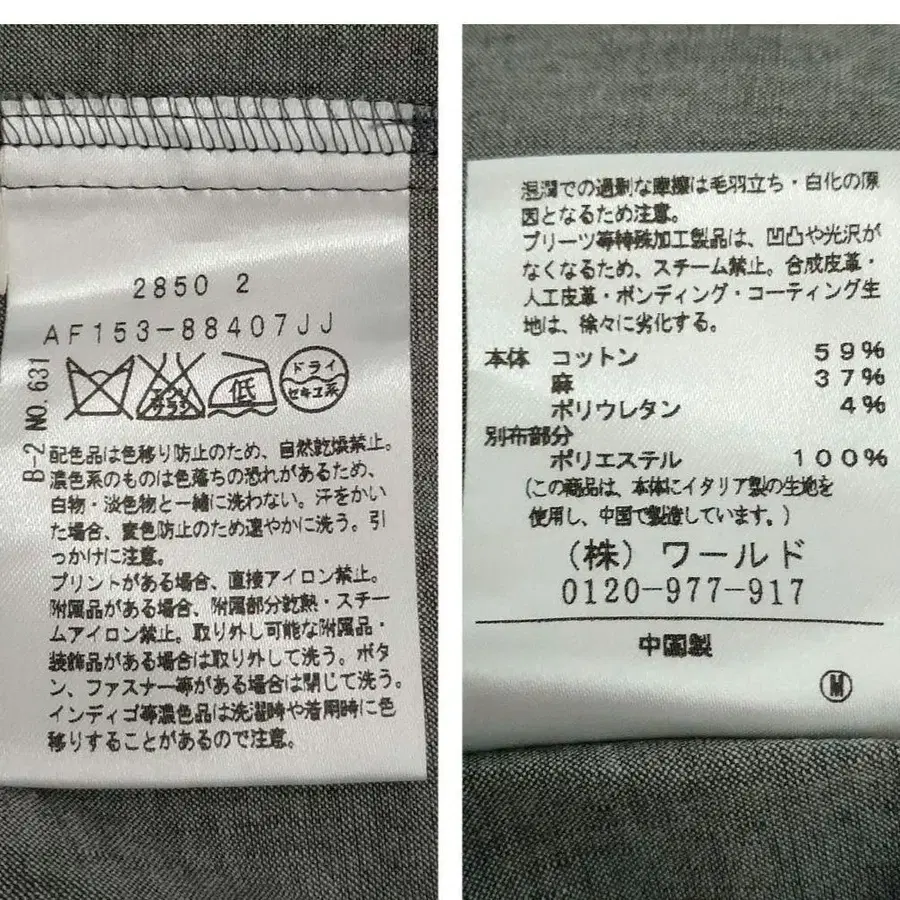 2850 2
AF153-88407JJ
B-2 NO.631
エンソ
サラシ
低
ドライ
セキユ系
配色品は色移り防止のため、自然乾燥禁止。
濃色系のものは色落ちの恐れがあるため、
白物・淡色物と一緒に洗わない。汗をかい
た場合、変色防止のため速やかに洗う。引
っかけに注意。
プリントがある場合、直接アイロン禁止。
附属品がある場合、附属部分乾熱・スチー
ムアイロン禁止。取り外し可能な附属品・
装飾品がある場合は取り外して洗う。ボタ
ン、ファスナー等がある場合は閉じて洗う。
インディゴ等濃色品は洗濯時や着用時に色
移りすることがあるので注意。
湿潤での過剰な摩擦は毛羽立ち・白化の原
因となるため注意。
プリーツ等特殊加工製品は、凹凸や光沢が
なくなるため、スチーム禁止。合成皮革・
人工皮革・ボンディング・コーティング生
地は、徐々に劣化する。
本体 コットン 59%
麻 37%
ポリウレタン 4%
別布部分
ポリエステル 100%
(この商品は、本体にイタリア製の生地を
使用し、中国で製造しています。)
(株) ワールド
0120-977-917
中国製
M